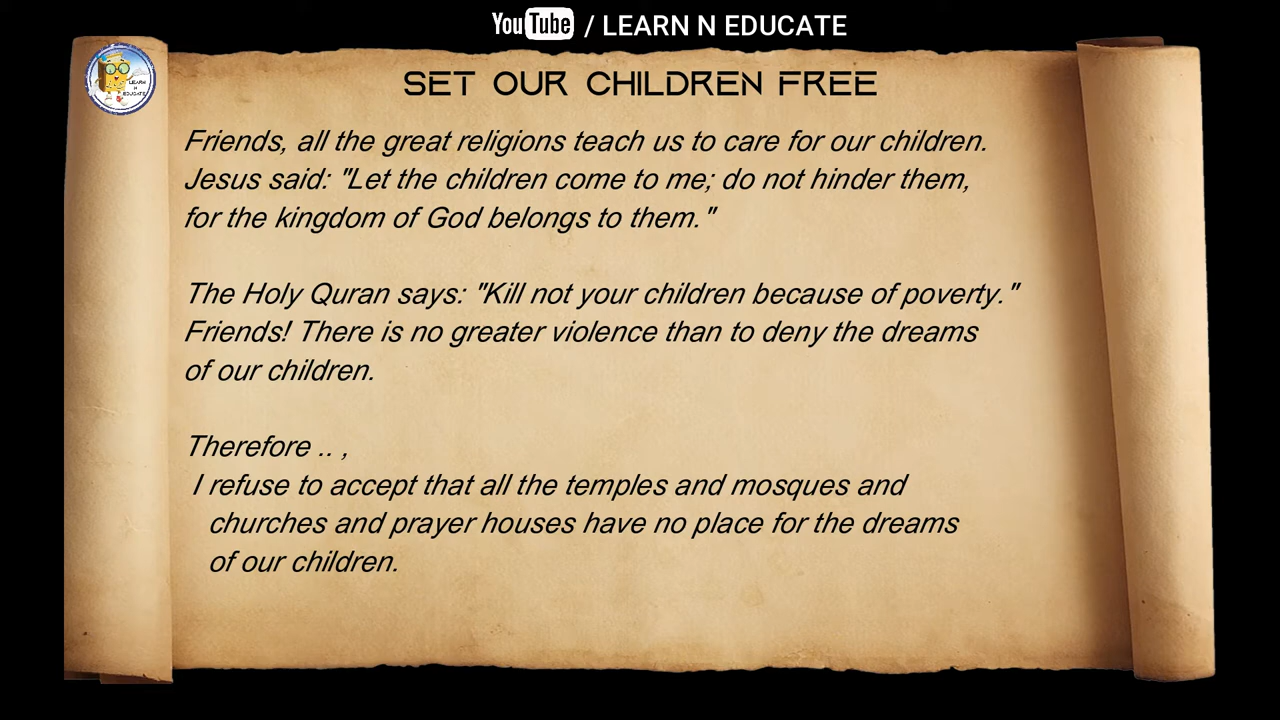 YouTube / LEARN N EDUCATE
LEARN
N
EDUCATE
SET OUR CHILDREN FREE
Friends, all the great religions teach us to care for our children.
Jesus said: "Let the children come to me; do not hinder them,
for the kingdom of God belongs to them."
The Holy Quran says: "Kill not your children because of poverty."
Friends! There is no greater violence than to deny the dreams
of our children.
Therefore .. ,
I refuse to accept that all the temples and mosques and
churches and prayer houses have no place for the dreams
of our children.